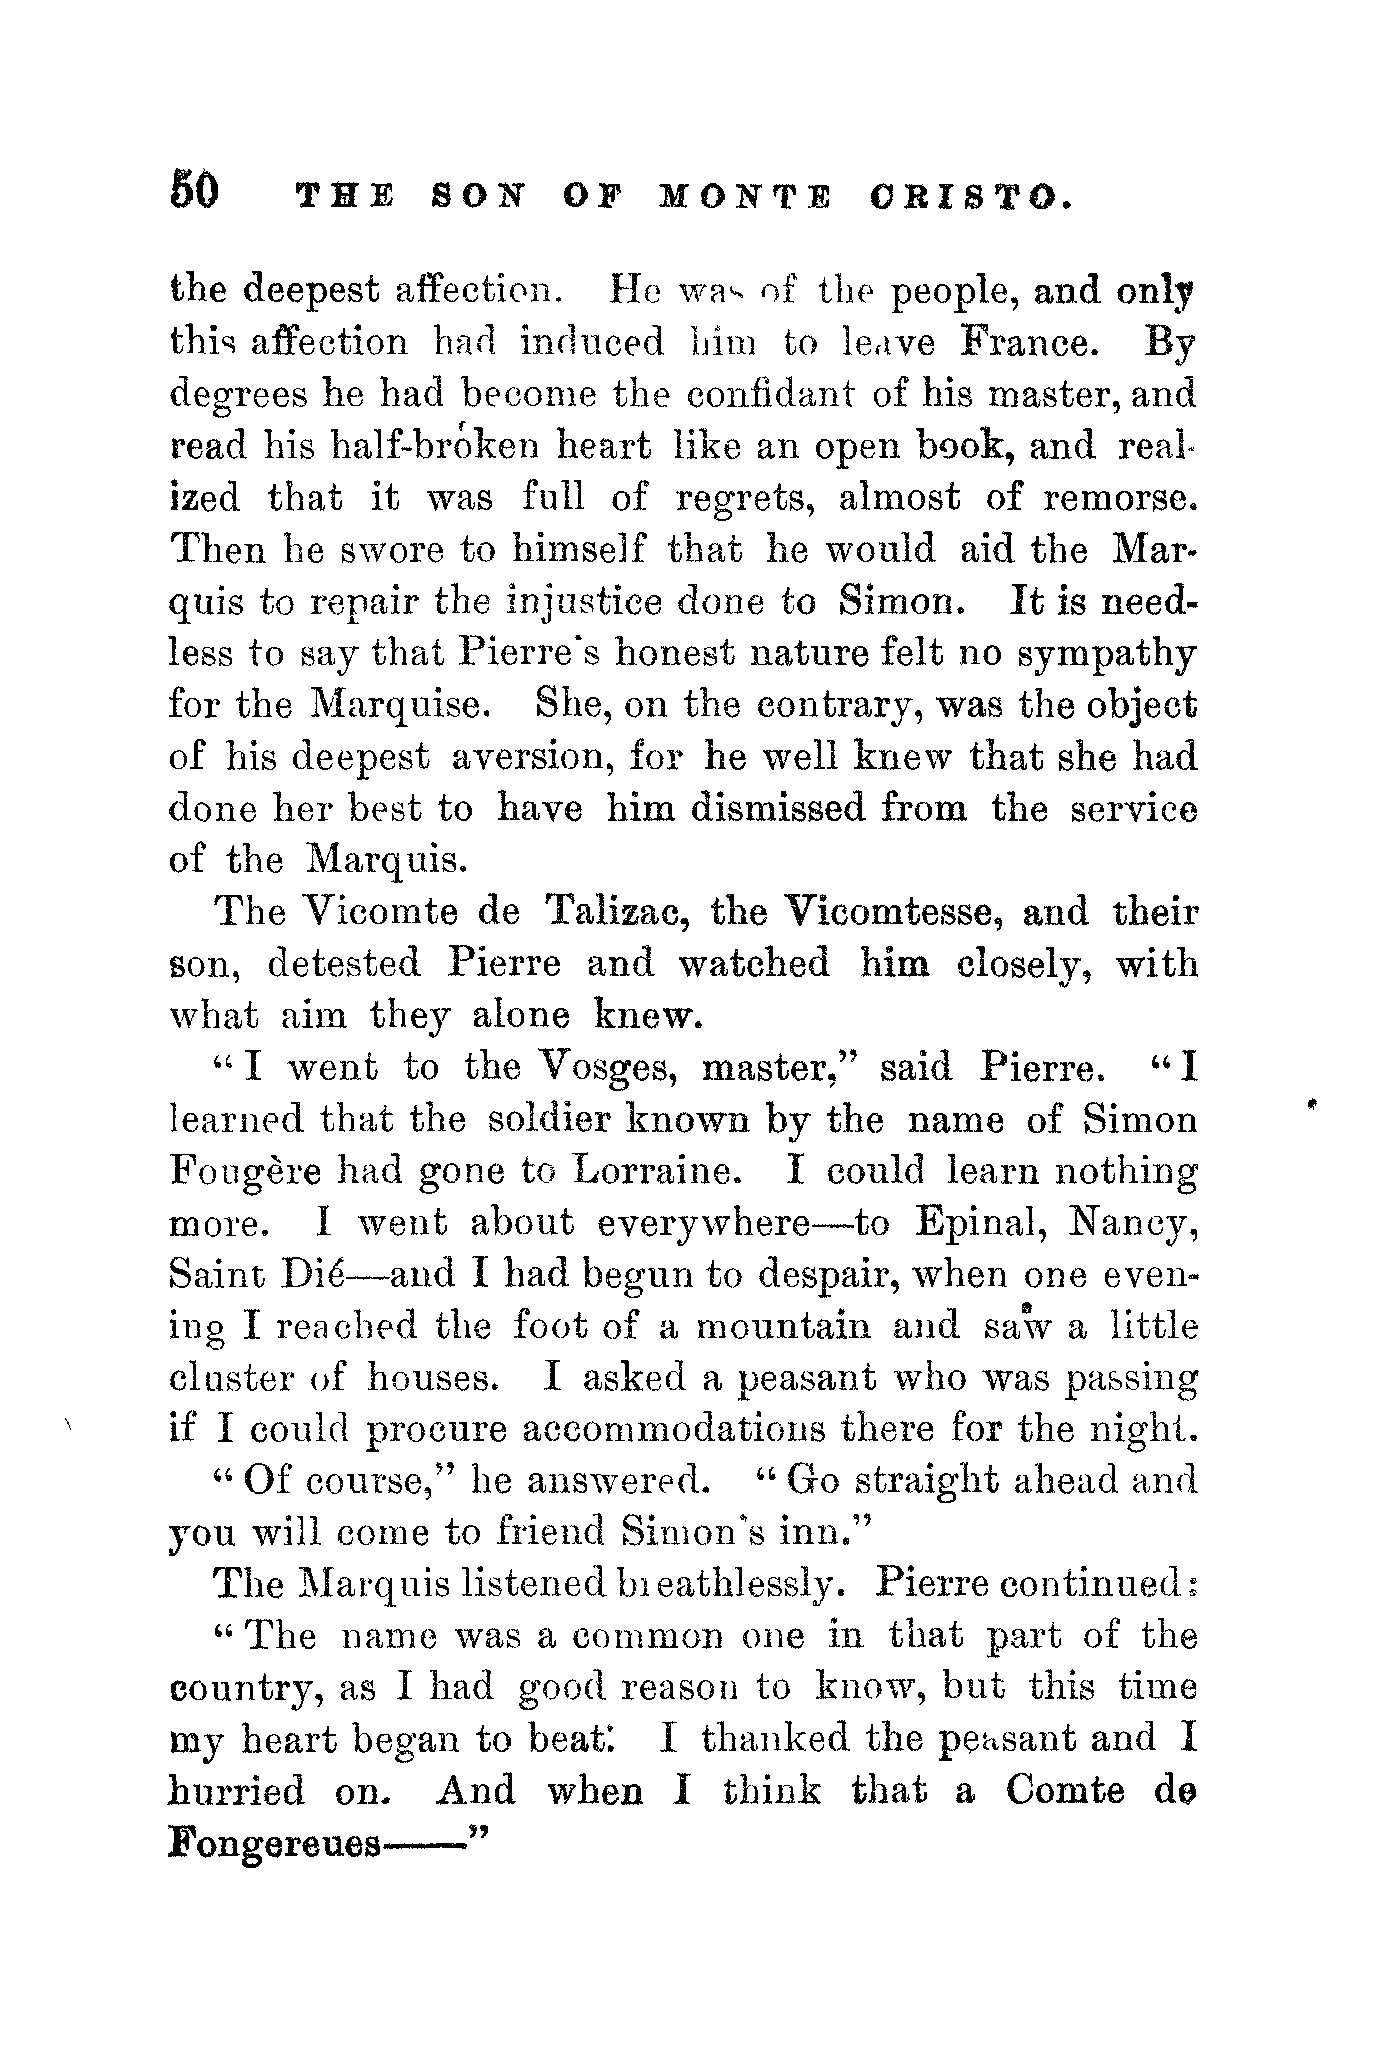 50 THE SON OF MONTE CRISTO.
the deepest affection. He was of the people, and only
this affection had induced him to leave France. By
degrees he had become the confidant of his master, and
read his half-broken heart like an open book, and real-
ized that it was full of regrets, almost of remorse.
Then he swore to himself that he would aid the Mar-
quis to repair the injustice done to Simon. It is need-
less to say that Pierre's honest nature felt no sympathy
for the Marquise. She, on the contrary, was the object
of his deepest aversion, for he well knew that she had
done her best to have him dismissed from the service
of the Marquis.
The Vicomte de Talizac, the Vicomtesse, and their
son, detested Pierre and watched him closely, with
what aim they alone knew.
"I went to the Vosges, master," said Pierre. "I
learned that the soldier known by the name of Simon
Fougère had gone to Lorraine. I could learn nothing
more. I went about everywhere—to Epinal, Nancy,
Saint Dié—and I had begun to despair, when one even-
ing I reached the foot of a mountain and saw a little
cluster of houses. I asked a peasant who was passing
if I could procure accommodations there for the night.
"Of course," he answered. "Go straight ahead and
you will come to friend Simon's inn."
The Marquis listened breathlessly. Pierre continued:
"The name was a common one in that part of the
country, as I had good reason to know, but this time
my heart began to beat. I thanked the peasant and I
hurried on. And when I think that a Comte de
Fongereues——"